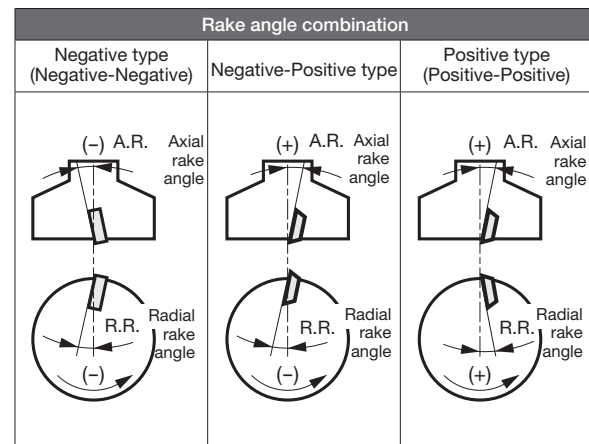 Rake angle combination
Negative type
(Negative-Negative)
Negative-Positive type
Positive type
(Positive-Positive)
(–) A.R. Axial
rake
angle
(+) A.R. Axial
rake
angle
(+) A.R. Axial
rake
angle
R.R. Radial
rake
angle
(–)
R.R. Radial
rake
angle
(–)
R.R. Radial
rake
angle
(+)